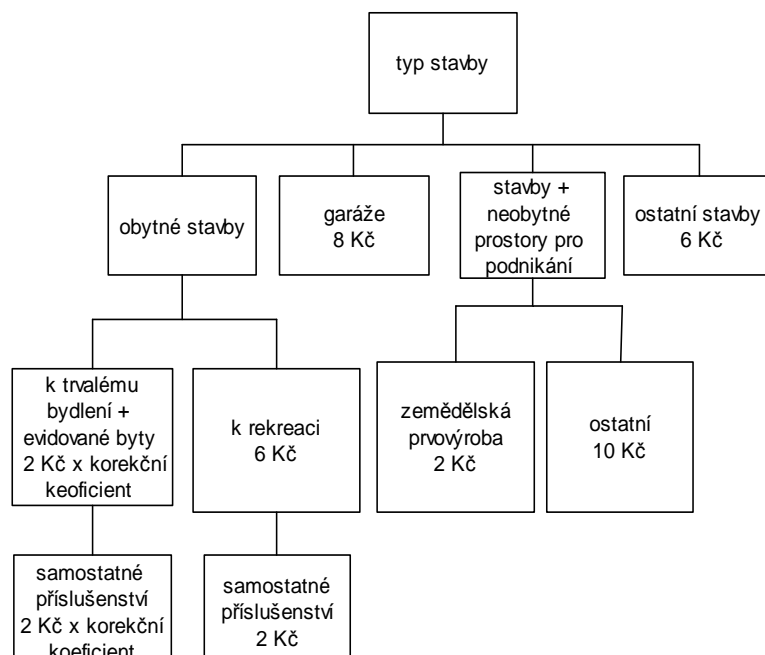 typ stavby
obytné stavby
garáže
8 Kč
stavby +
neobytné
prostory pro
podnikání
ostatní stavby
6 Kč
k trvalému
bydlení +
evidované byty
2 Kč x korekční
keoficient
k rekreaci
6 Kč
zemědělská
prvovýroba
2 Kč
ostatní
10 Kč
samostatné
příslušenství
2 Kč x korekční
koeficient
samostatné
příslušenství
2 Kč